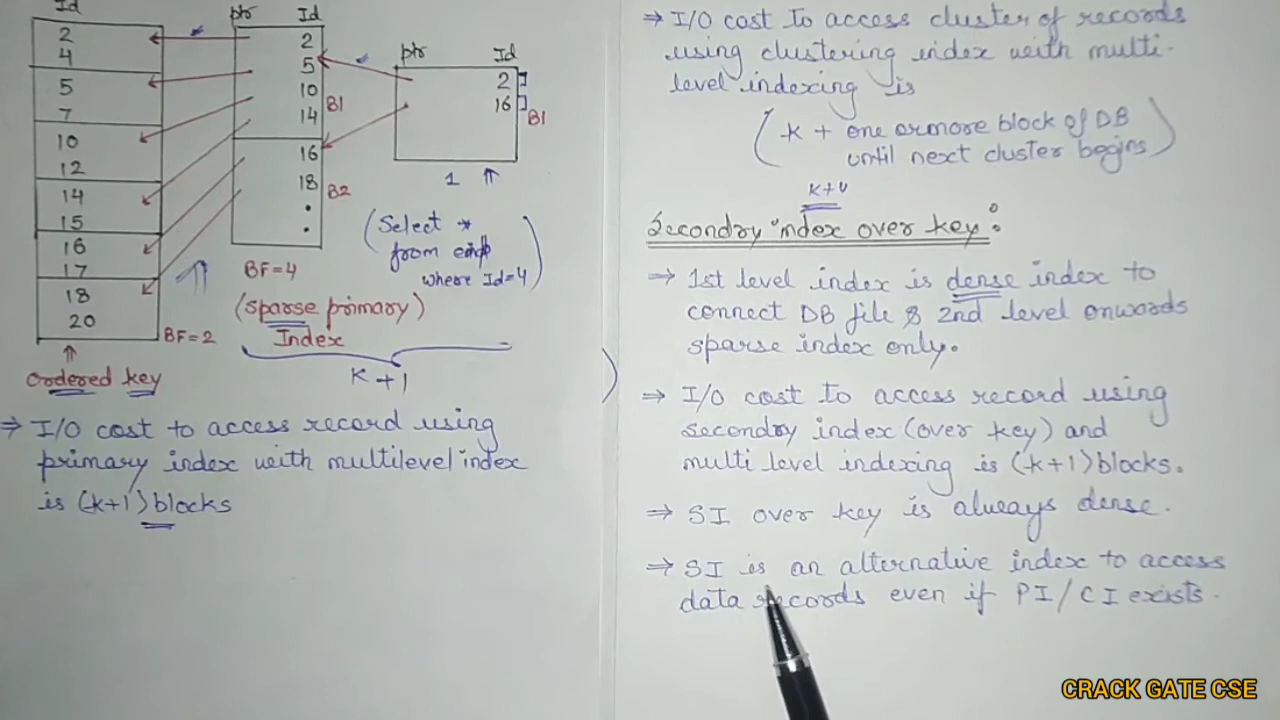 Id
2
4
5
7
10
12
14
15
16
17
18
20
BF=2
ordered key
ptr Id
2
5
10
14
B1
16
18
B2
.
.
BF=4
(sparse primary)
Index
K+1
ptr Id
2
16
B1
1
(Select *
where Id=4)
⇒ I/O cost to access record using
primary index with multilevel index
is (k+1) blocks
⇒ I/O cost to access cluster of records
using clustering index with multi-
level indexing is
(k + one or more block of DB
until next cluster begins)
Secondry index over key:
⇒ 1st level index is dense index to
connect DB file & 2nd level onwords
sparse index only.
⇒ I/O cost to access record using
secondry index (over key) and
multi level indexing is (k+1) blocks.
⇒ SI over key is always dense.
⇒ SI is an alternative index to access
data records even if PI/CI exists.
CRACK GATE CSE